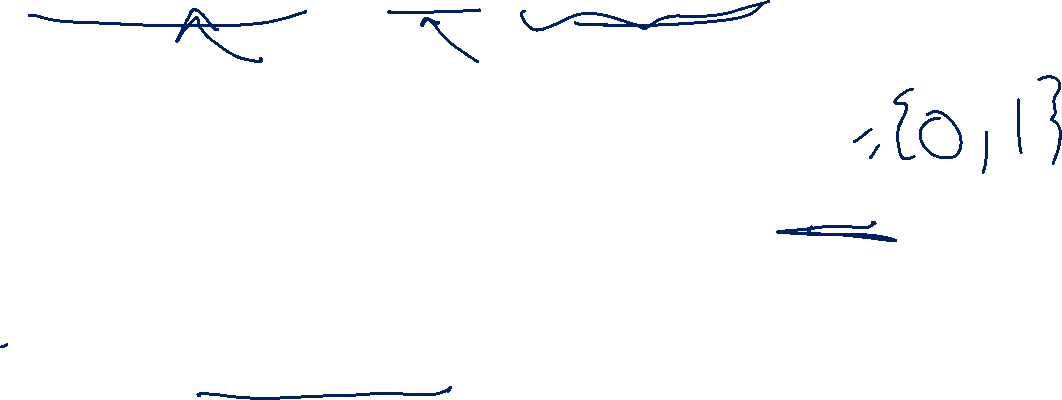 = {0, 1}